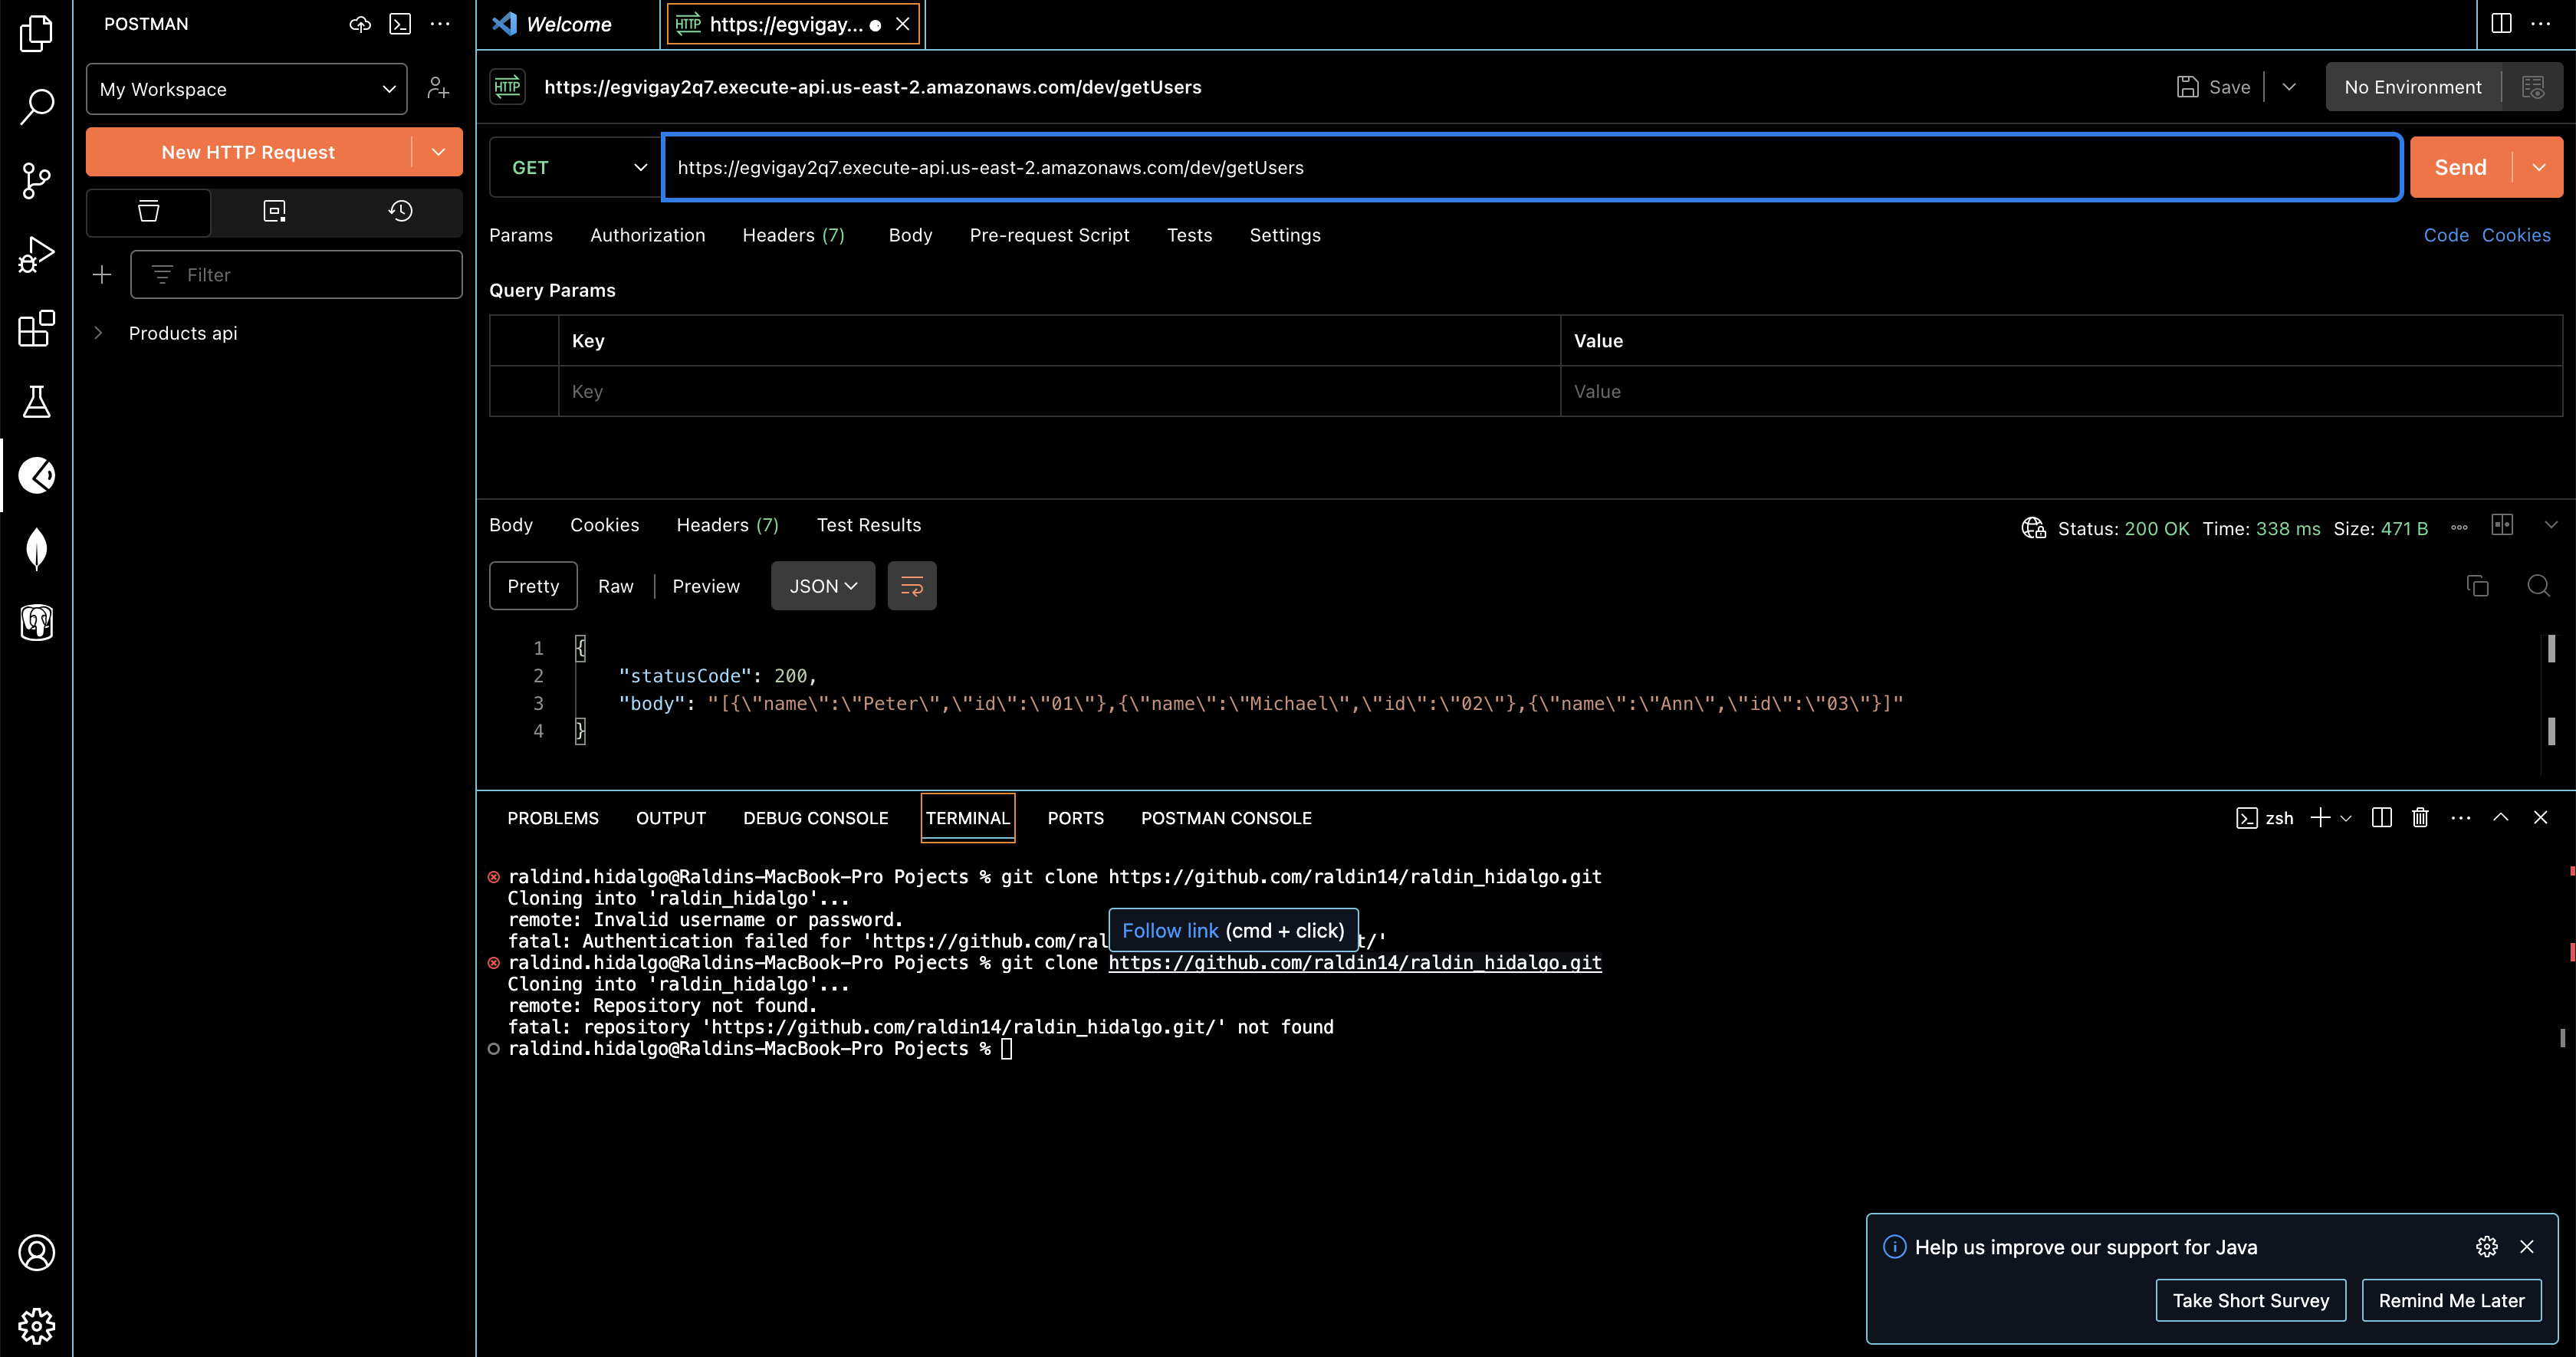 POSTMAN
My Workspace
New HTTP Request
Filter
Products api
Welcome
HTTP https://egvigay...
HTTP https://egvigay2q7.execute-api.us-east-2.amazonaws.com/dev/getUsers
Save
No Environment
GET https://egvigay2q7.execute-api.us-east-2.amazonaws.com/dev/getUsers
Send
Params Authorization Headers (7) Body Pre-request Script Tests Settings
Code Cookies
Query Params
Key Value
Key Value
Body Cookies Headers (7) Test Results
Status: 200 OK Time: 338 ms Size: 471 B
Pretty Raw Preview JSON
1 {
2 "statusCode": 200,
3 "body": "[{\"name\":\"Peter\",\"id\":\"01\"},{\"name\":\"Michael\",\"id\":\"02\"},{\"name\":\"Ann\",\"id\":\"03\"}]"
4 }
PROBLEMS OUTPUT DEBUG CONSOLE TERMINAL PORTS POSTMAN CONSOLE
zsh
raldind.hidalgo@Raldins-MacBook-Pro Pojects % git clone https://github.com/raldin14/raldin_hidalgo.git
Cloning into 'raldin_hidalgo'...
remote: Invalid username or password.
fatal: Authentication failed for 'https://github.com/ral t/'
Follow link (cmd + click)
raldind.hidalgo@Raldins-MacBook-Pro Pojects % git clone https://github.com/raldin14/raldin_hidalgo.git
Cloning into 'raldin_hidalgo'...
remote: Repository not found.
fatal: repository 'https://github.com/raldin14/raldin_hidalgo.git/' not found
raldind.hidalgo@Raldins-MacBook-Pro Pojects %
Help us improve our support for Java
Take Short Survey
Remind Me Later